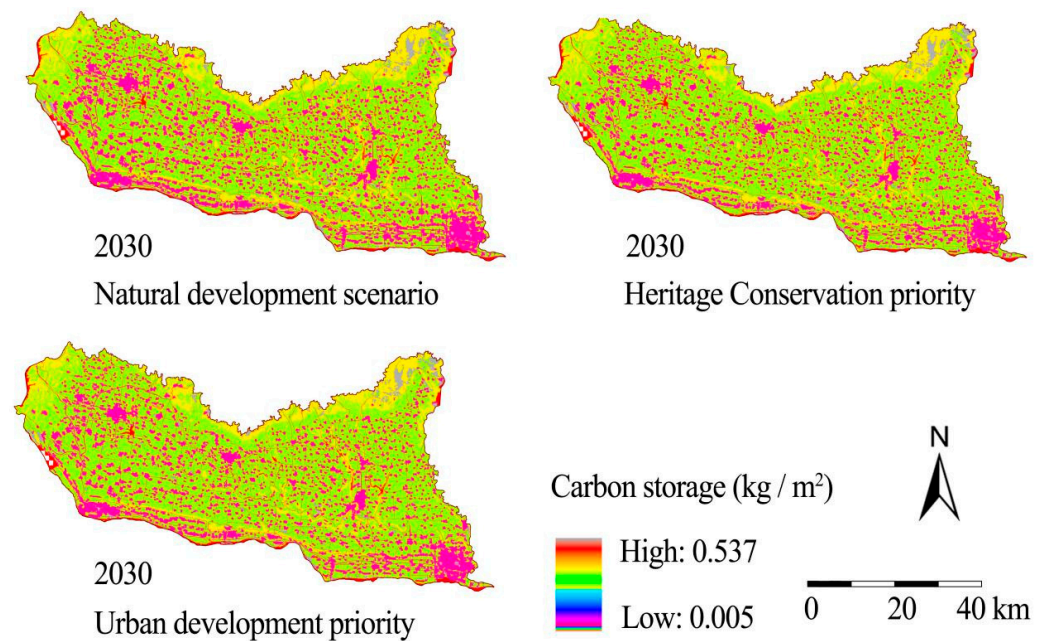 2030
Natural development scenario
2030
Heritage Conservation priority
2030
Urban development priority
Carbon storage (kg / m²)
High: 0.537
Low: 0.005
N
0 20 40 km